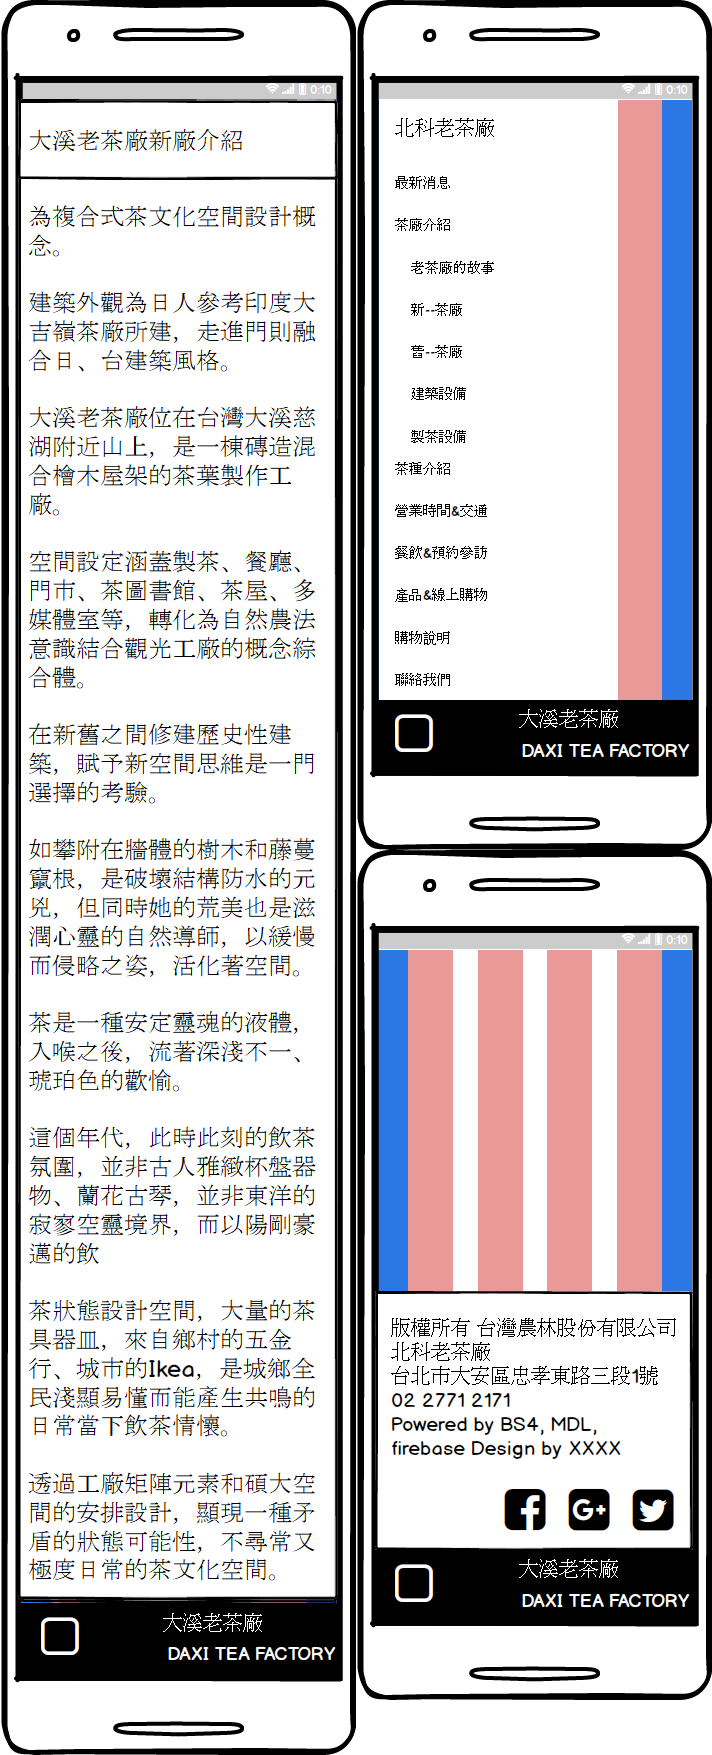 0:10
大溪老茶廠新廠介紹
為複合式茶文化空間設計概
念。
建築外觀為日人參考印度大
吉嶺茶廠所建，走進門則融
合日、台建築風格。
大溪老茶廠位在台灣大溪慈
湖附近山上，是一棟磚造混
合檜木屋架的茶葉製作工
廠。
空間設定涵蓋製茶、餐廳、
門市、茶圖書館、茶屋、多
媒體室等，轉化為自然農法
意識結合觀光工廠的概念綜
合體。
在新舊之間修建歷史性建
築，賦予新空間思維是一門
選擇的考驗。
如攀附在牆體的樹木和藤蔓
竄根，是破壞結構防水的元
兇，但同時她的荒美也是滋
潤心靈的自然導師，以緩慢
而侵略之姿，活化著空間。
茶是一種安定靈魂的液體，
入喉之後，流著深淺不一、
琥珀色的歡愉。
這個年代，此時此刻的飲茶
氛圍，並非古人雅緻杯盤器
物、蘭花古琴，並非東洋的
寂寥空靈境界，而以陽剛豪
邁的飲
茶狀態設計空間，大量的茶
具器皿，來自鄉村的五金
行、城市的Ikea，是城鄉全
民淺顯易懂而能產生共鳴的
日常當下飲茶情懷。
透過工廠矩陣元素和碩大空
間的安排設計，顯現一種矛
盾的狀態可能性，不尋常又
極度日常的茶文化空間。
大溪老茶廠
DAXI TEA FACTORY
0:10
北科老茶廠
最新消息
茶廠介紹
老茶廠的故事
新--茶廠
舊--茶廠
建築設備
製茶設備
茶種介紹
營業時間&交通
餐飲&預約參訪
產品&線上購物
購物說明
聯絡我們
大溪老茶廠
DAXI TEA FACTORY
0:10
版權所有 台灣農林股份有限公司
北科老茶廠
台北市大安區忠孝東路三段1號
02 2771 2171
Powered by BS4, MDL,
firebase Design by XXXX
大溪老茶廠
DAXI TEA FACTORY